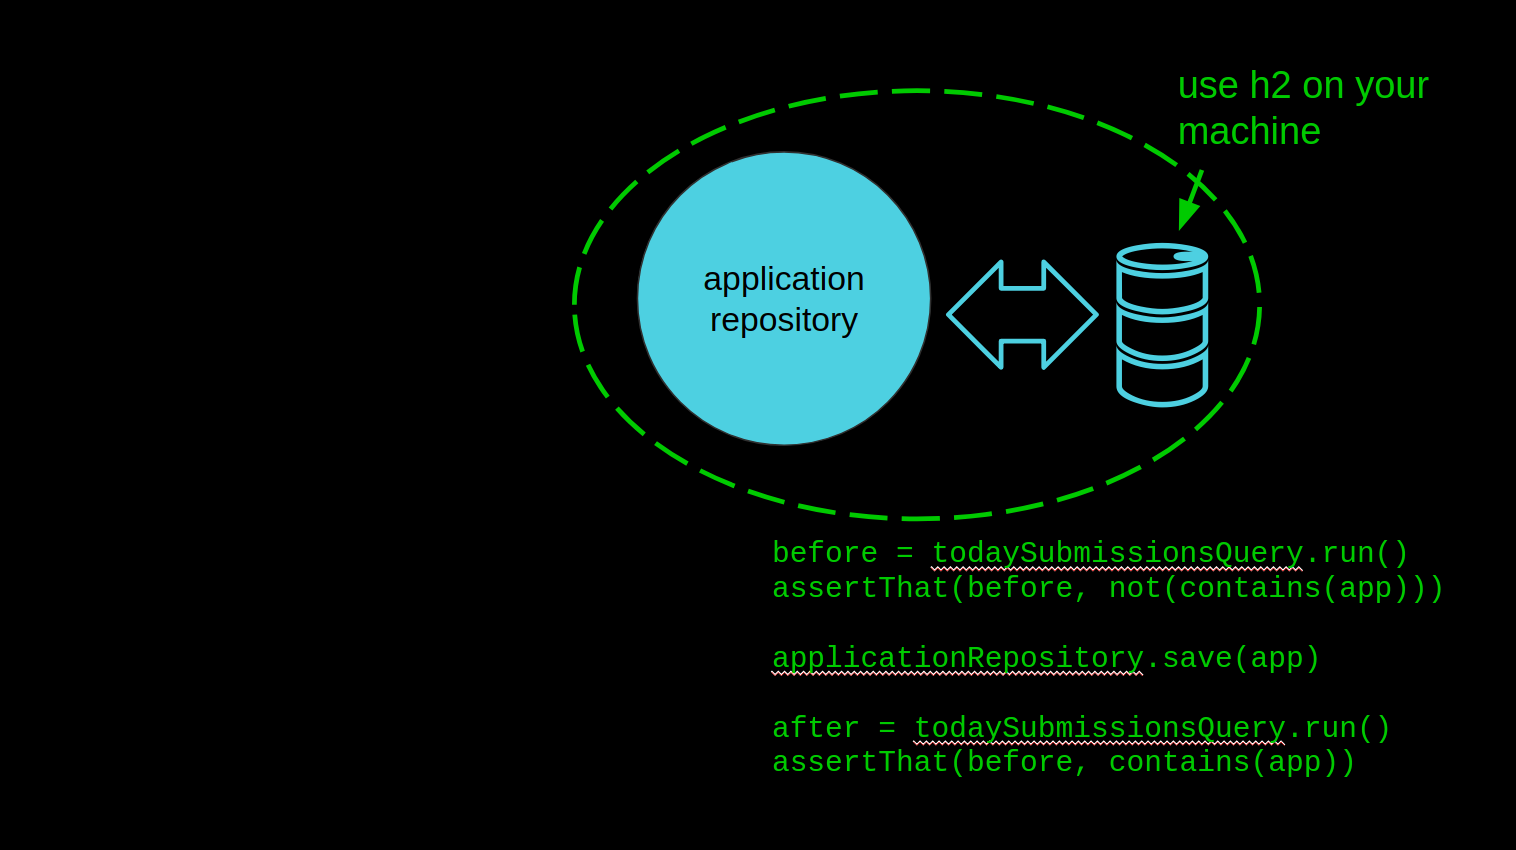 use h2 on your
machine
application
repository
before = todaySubmissionsQuery.run()
assertThat(before, not(contains(app)))
applicationRepository.save(app)
after = todaySubmissionsQuery.run()
assertThat(before, contains(app))